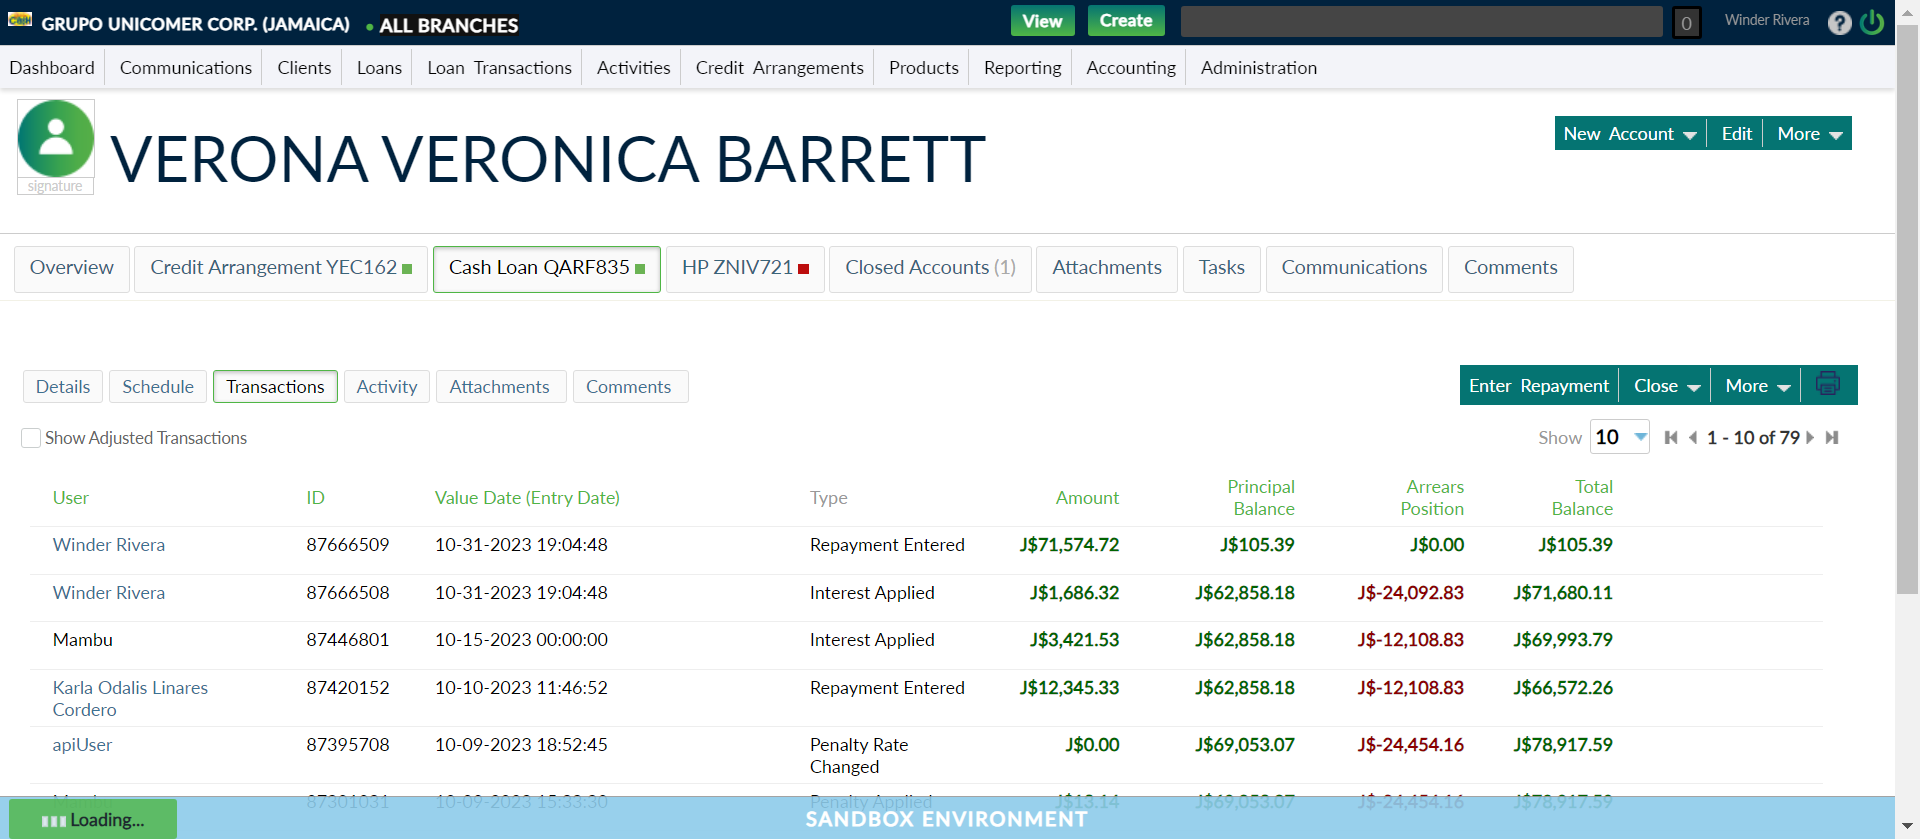 Cash GRUPO UNICOMER CORP. (JAMAICA) ALL BRANCHES View Create 0 Winder Rivera ?
Dashboard Communications Clients Loans Loan Transactions Activities Credit Arrangements Products Reporting Accounting Administration
signature
VERONA VERONICA BARRETT
New Account Edit More
Overview Credit Arrangement YEC162 Cash Loan QARF835 HP ZNIV721 Closed Accounts (1) Attachments Tasks Communications Comments
Details Schedule Transactions Activity Attachments Comments
Enter Repayment Close More
Show Adjusted Transactions
Show 10 1 - 10 of 79
User ID Value Date (Entry Date) Type Amount Principal Balance Arrears Position Total Balance
Winder Rivera 87666509 10-31-2023 19:04:48 Repayment Entered J$71,574.72 J$105.39 J$0.00 J$105.39
Winder Rivera 87666508 10-31-2023 19:04:48 Interest Applied J$1,686.32 J$62,858.18 J$-24,092.83 J$71,680.11
Mambu 87446801 10-15-2023 00:00:00 Interest Applied J$3,421.53 J$62,858.18 J$-12,108.83 J$69,993.79
Karla Odalis Linares Cordero 87420152 10-10-2023 11:46:52 Repayment Entered J$12,345.33 J$62,858.18 J$-12,108.83 J$66,572.26
apiUser 87395708 10-09-2023 18:52:45 Penalty Rate Changed J$0.00 J$69,053.07 J$-24,454.16 J$78,917.59
Mambu 87301031 10-09-2023 15:33:30 Penalty Applied J$13.14 J$69,053.07 J$-24,454.16 J$78,917.59
Loading...
SANDBOX ENVIRONMENT